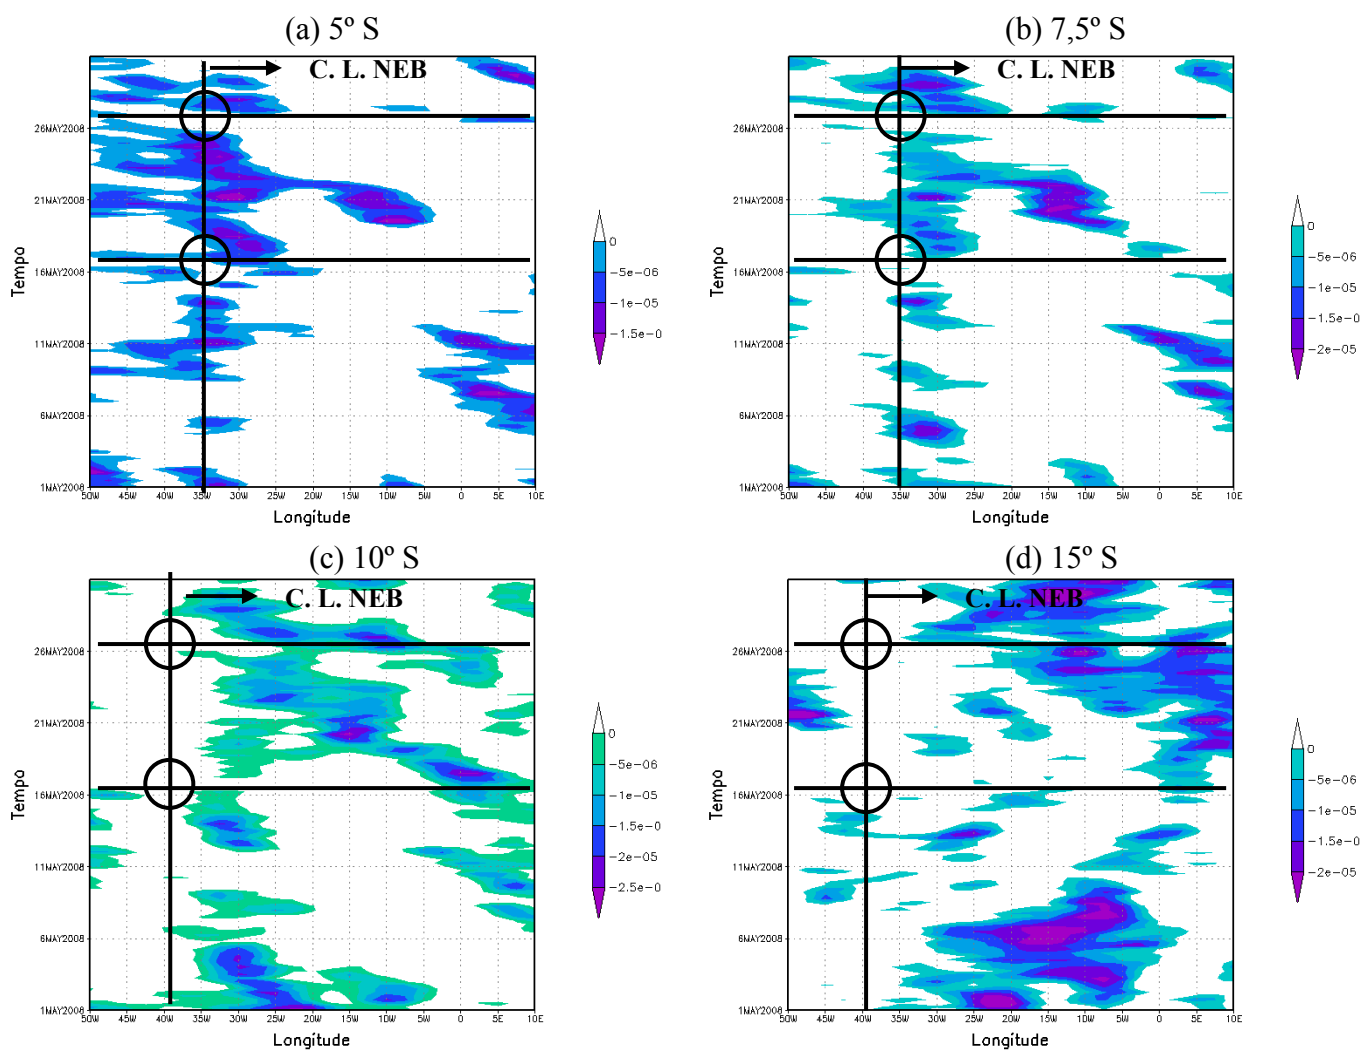 (a) 5º S
C. L. NEB
26MAY2008
21MAY2008
16MAY2008
11MAY2008
6MAY2008
1MAY2008
Tempo
50W 45W 40W 35W 30W 25W 20W 15W 10W 5W 0 5E 10E
Longitude
0
-5e-06
-1e-05
-1.5e-0
(b) 7,5º S
C. L. NEB
26MAY2008
21MAY2008
16MAY2008
11MAY2008
6MAY2008
1MAY2008
Tempo
50W 45W 40W 35W 30W 25W 20W 15W 10W 5W 0 5E 10E
Longitude
0
-5e-06
-1e-05
-1.5e-0
-2e-05
(c) 10º S
C. L. NEB
26MAY2008
21MAY2008
16MAY2008
11MAY2008
6MAY2008
1MAY2008
Tempo
50W 45W 40W 35W 30W 25W 20W 15W 10W 5W 0 5E 10E
Longitude
0
-5e-06
-1e-05
-1.5e-0
-2e-05
-2.5e-0
(d) 15º S
C. L. NEB
26MAY2008
21MAY2008
16MAY2008
11MAY2008
6MAY2008
1MAY2008
Tempo
50W 45W 40W 35W 30W 25W 20W 15W 10W 5W 0 5E 10E
Longitude
0
-5e-06
-1e-05
-1.5e-0
-2e-05